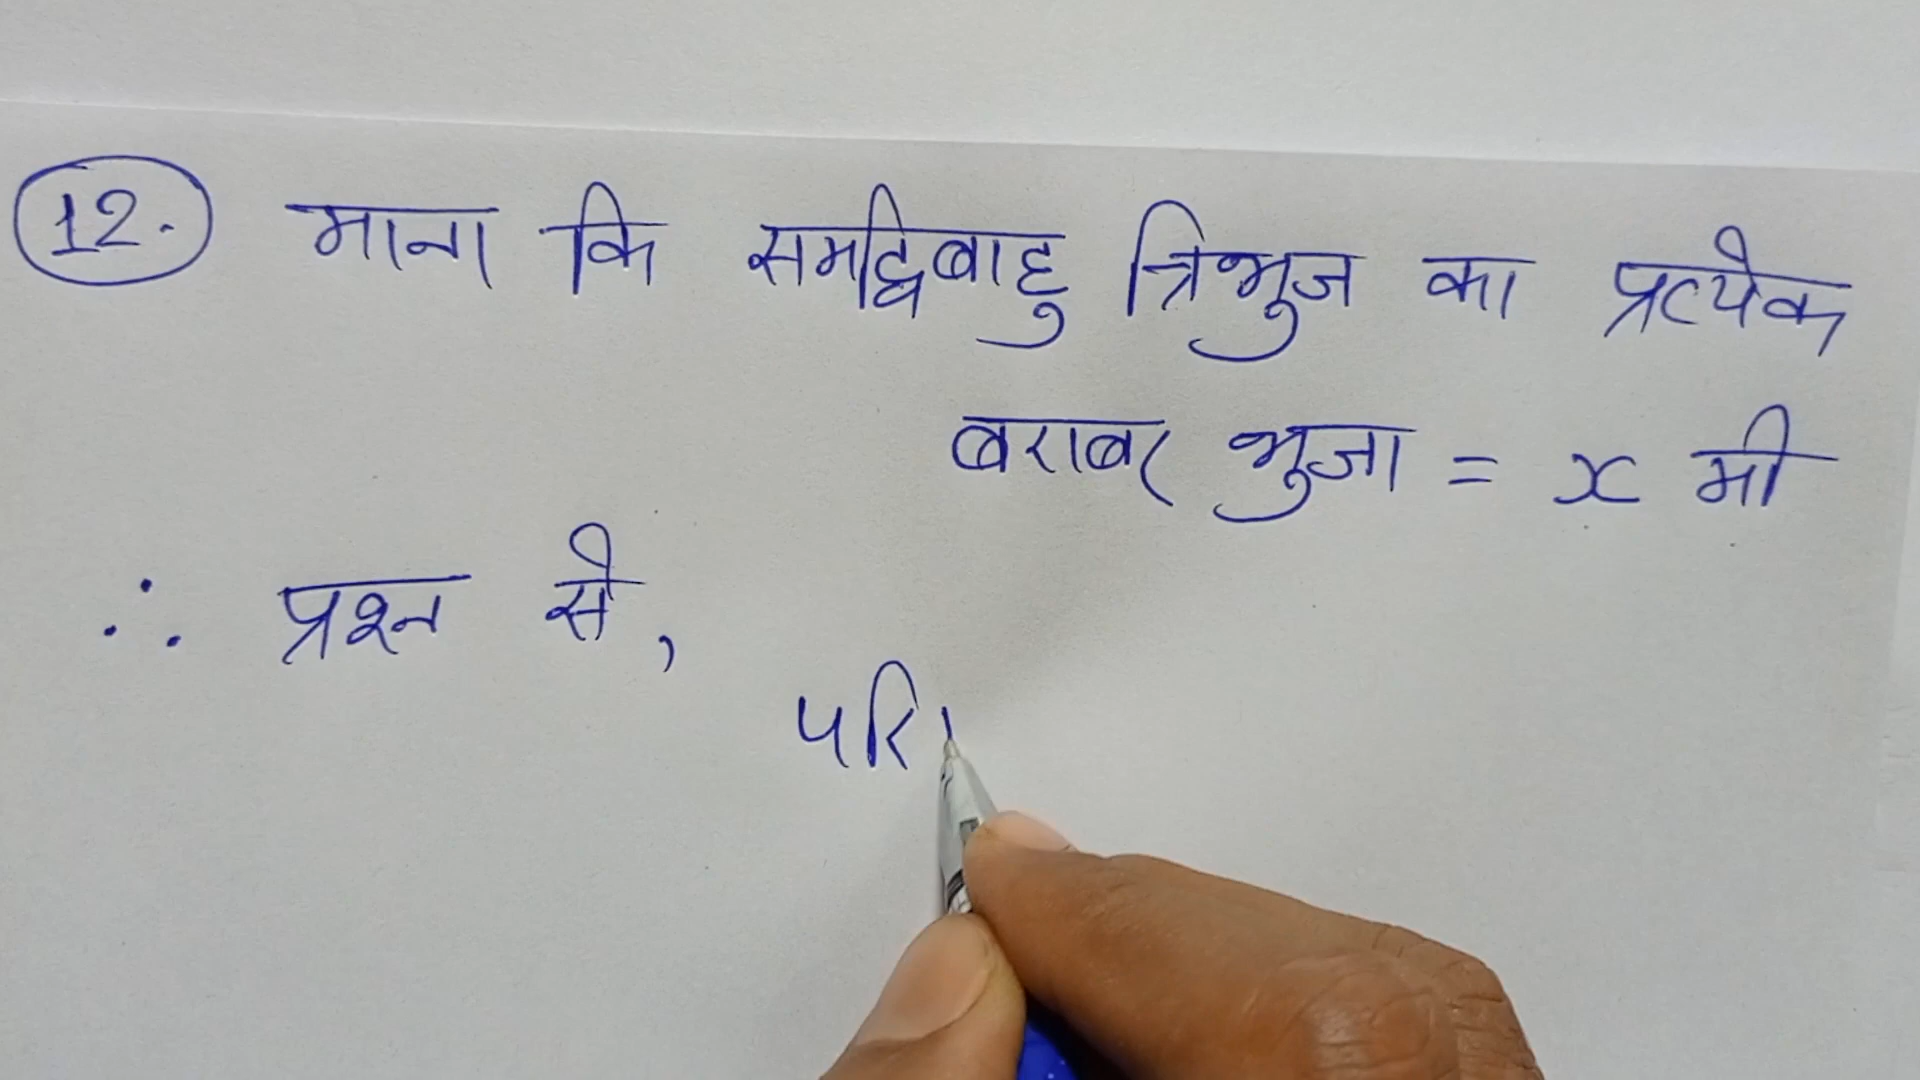 12. माना कि समद्विबाहु त्रिभुज का प्रत्येक
बराबर भुजा = x मी
∴ प्रश्न से,
परि